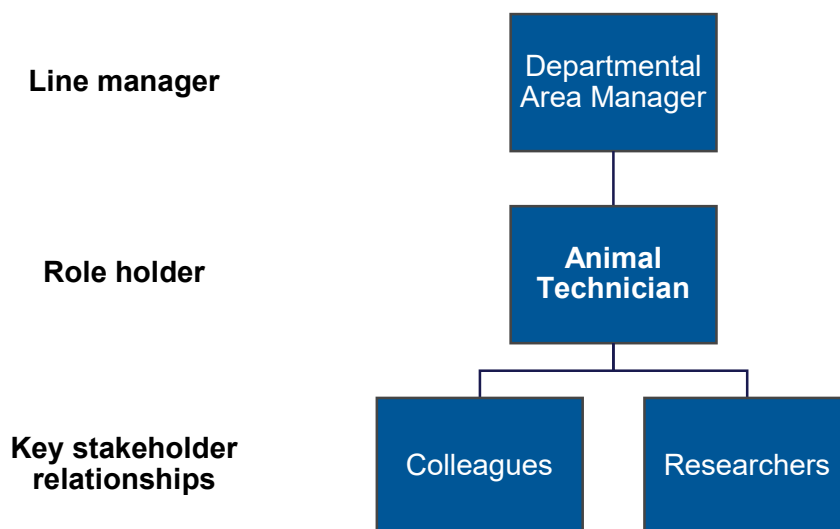 Line manager
Departmental
Area Manager
Role holder
Animal
Technician
Key stakeholder
relationships
Colleagues
Researchers